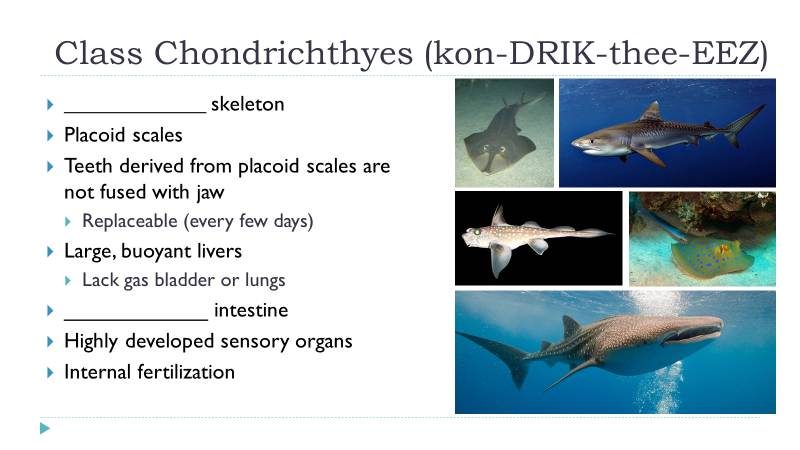 Class Chondrichthyes (kon-DRIK-thee-EEZ)
_____________ skeleton
Placoid scales
Teeth derived from placoid scales are
not fused with jaw
Replaceable (every few days)
Large, buoyant livers
Lack gas bladder or lungs
_____________ intestine
Highly developed sensory organs
Internal fertilization